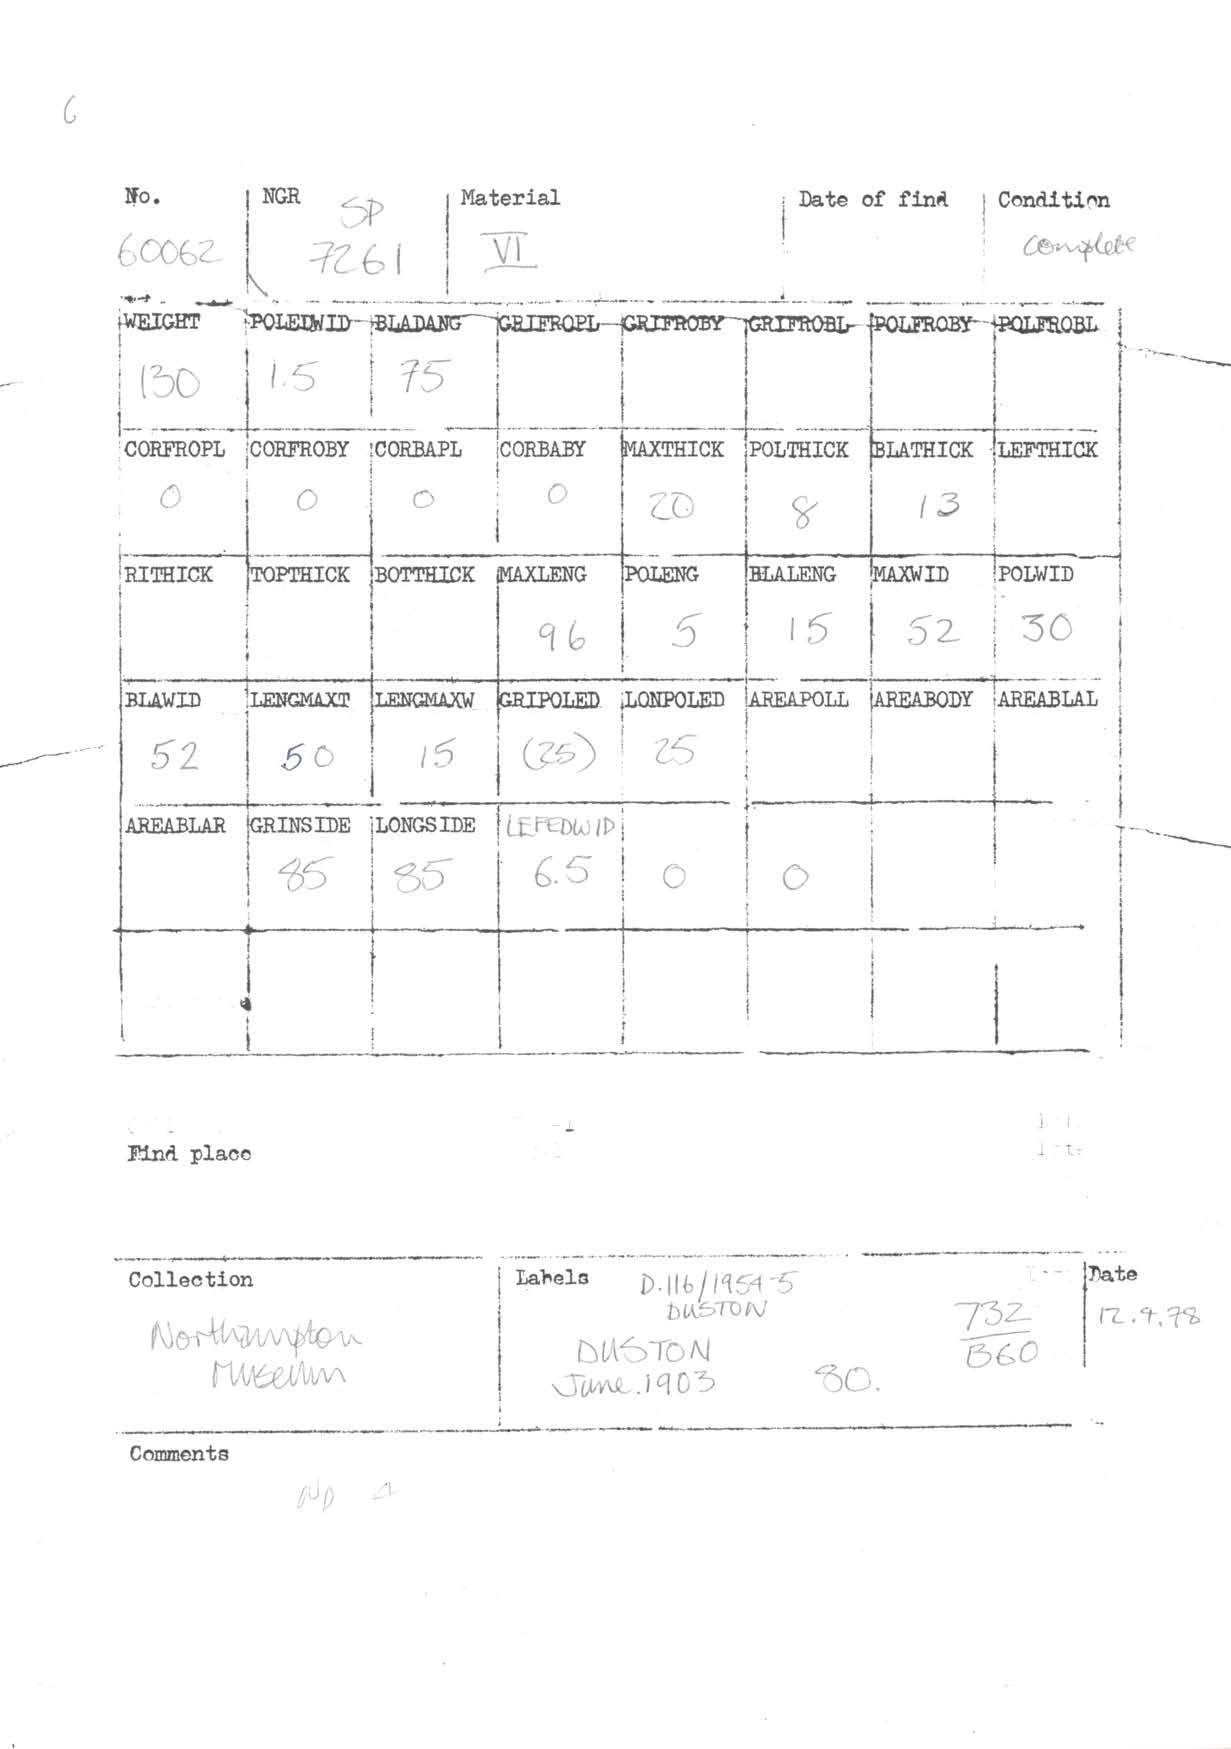 6
No. NGR SP Material Date of find Condition
60062 7261 VI complete
WEIGHT POLEDWID BLADANG GRIFROPL GRIFROBY GRIFROBL POLFROBY POLFROBL
130 1.5 75
CORFROPL CORFROBY CORBAPL CORBABY MAXTHICK POLTHICK BLATHICK LEFTHICK
0 0 0 0 20 8 13
RITHICK TOPTHICK BOTTHICK MAXLENG POLENG BLALENG MAXWID POLWID
96 5 15 52 30
BLAWID LENGMAXT LENGMAXW GRIPOLED LONPOLED AREAPOLL AREABODY AREABLAL
52 50 15 (25) 25
AREABLAR GRINSIDE LONGSIDE LEFEDWID
85 85 6.5 0 0
Find place
Collection Labels D.116/1954-5 Date
DUSTON 732 12.9.78
Northampton DUSTON B60
Museum June.1903 80.
Comments
ND